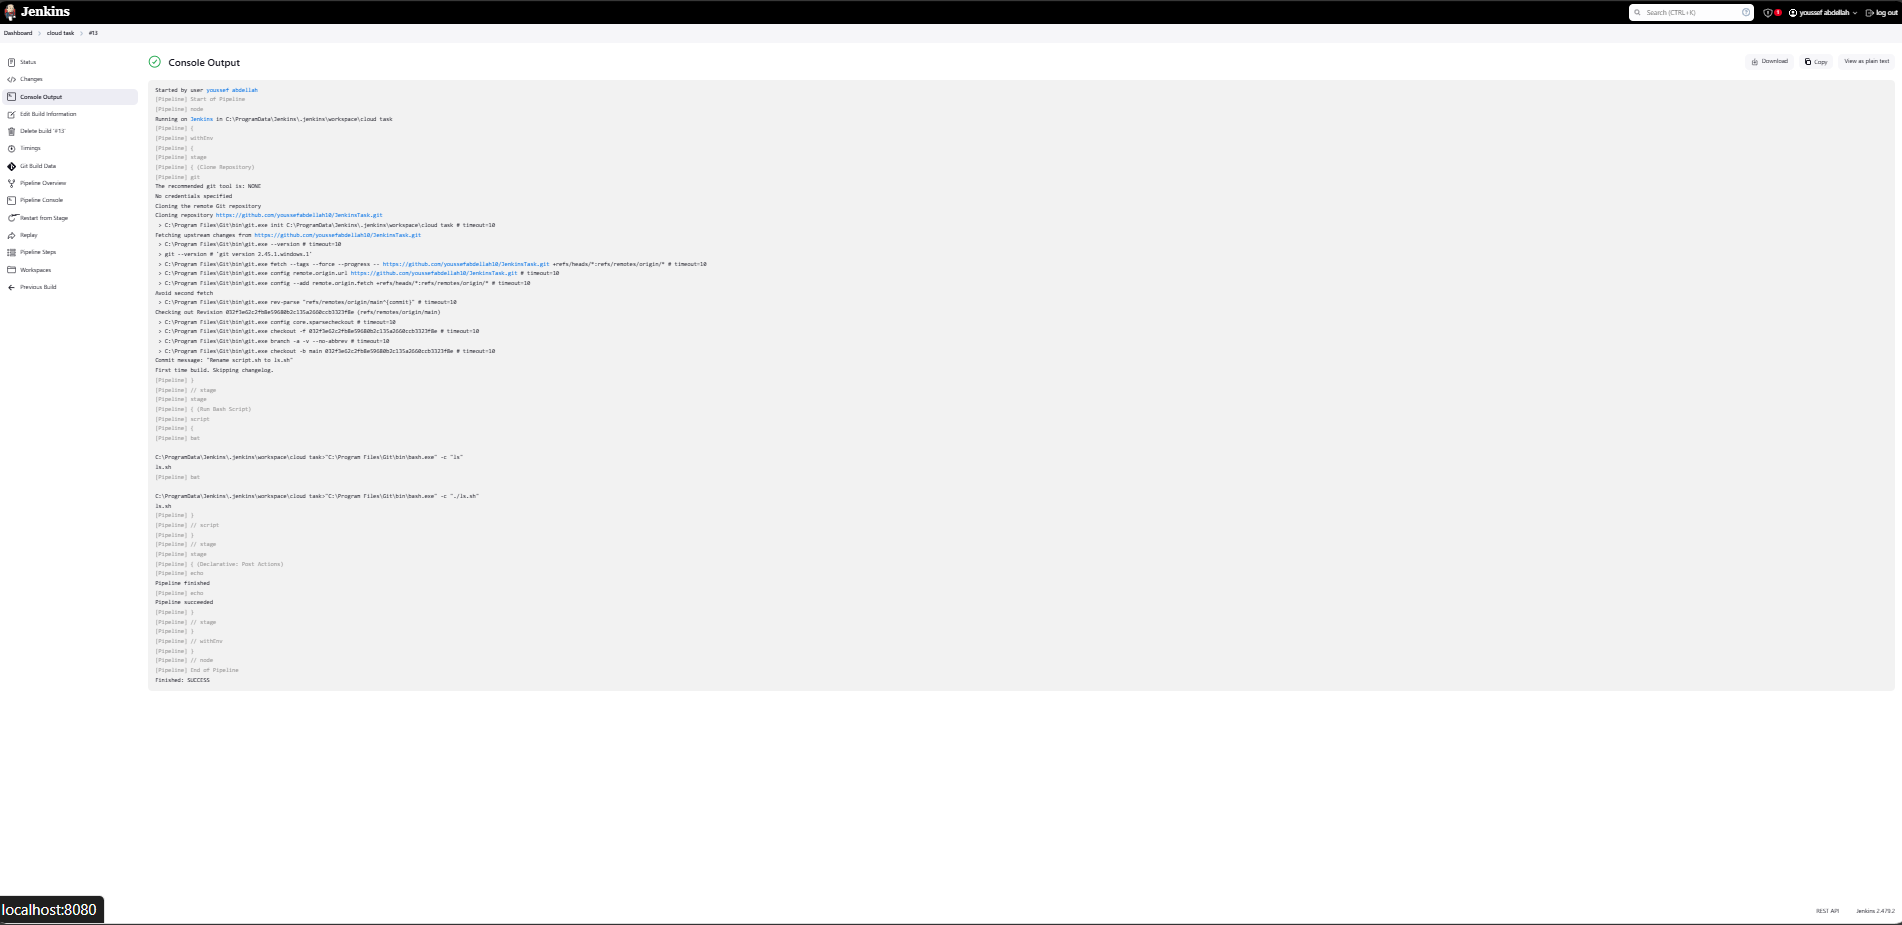 Jenkins
Search (CTRL+K)
1
youssef abdellah
log out
Dashboard > cloud task > #13
Status
Changes
Console Output
Edit Build Information
Delete build '#13'
Timings
Git Build Data
Pipeline Overview
Pipeline Console
Restart from Stage
Replay
Pipeline Steps
Workspaces
Previous Build
Console Output
Download
Copy
View as plain text
Started by user youssef abdellah
[Pipeline] Start of Pipeline
[Pipeline] node
Running on Jenkins in C:\ProgramData\Jenkins\.jenkins\workspace\cloud task
[Pipeline] {
[Pipeline] withEnv
[Pipeline] {
[Pipeline] stage
[Pipeline] { (Clone Repository)
[Pipeline] git
The recommended git tool is: NONE
No credentials specified
Cloning the remote Git repository
Cloning repository https://github.com/youssefabdellah10/JenkinsTask.git
> C:\Program Files\Git\bin\git.exe init C:\ProgramData\Jenkins\.jenkins\workspace\cloud task # timeout=10
Fetching upstream changes from https://github.com/youssefabdellah10/JenkinsTask.git
> C:\Program Files\Git\bin\git.exe --version # timeout=10
> git --version # 'git version 2.45.1.windows.1'
> C:\Program Files\Git\bin\git.exe fetch --tags --force --progress -- https://github.com/youssefabdellah10/JenkinsTask.git +refs/heads/*:refs/remotes/origin/* # timeout=10
> C:\Program Files\Git\bin\git.exe config remote.origin.url https://github.com/youssefabdellah10/JenkinsTask.git # timeout=10
> C:\Program Files\Git\bin\git.exe config --add remote.origin.fetch +refs/heads/*:refs/remotes/origin/* # timeout=10
Avoid second fetch
> C:\Program Files\Git\bin\git.exe rev-parse "refs/remotes/origin/main^{commit}" # timeout=10
Checking out Revision 032f3e62c2fb8e59680b2c135a2660ccb3323f8e (refs/remotes/origin/main)
> C:\Program Files\Git\bin\git.exe config core.sparsecheckout # timeout=10
> C:\Program Files\Git\bin\git.exe checkout -f 032f3e62c2fb8e59680b2c135a2660ccb3323f8e # timeout=10
> C:\Program Files\Git\bin\git.exe branch -a -v --no-abbrev # timeout=10
> C:\Program Files\Git\bin\git.exe checkout -b main 032f3e62c2fb8e59680b2c135a2660ccb3323f8e # timeout=10
Commit message: "Rename script.sh to ls.sh"
First time build. Skipping changelog.
[Pipeline] }
[Pipeline] // stage
[Pipeline] stage
[Pipeline] { (Run Bash Script)
[Pipeline] script
[Pipeline] {
[Pipeline] bat
C:\ProgramData\Jenkins\.jenkins\workspace\cloud task>"C:\Program Files\Git\bin\bash.exe" -c "ls"
ls.sh
[Pipeline] bat
C:\ProgramData\Jenkins\.jenkins\workspace\cloud task>"C:\Program Files\Git\bin\bash.exe" -c "./ls.sh"
ls.sh
[Pipeline] }
[Pipeline] // script
[Pipeline] }
[Pipeline] // stage
[Pipeline] stage
[Pipeline] { (Declarative: Post Actions)
[Pipeline] echo
Pipeline finished
[Pipeline] echo
Pipeline succeeded
[Pipeline] }
[Pipeline] // stage
[Pipeline] }
[Pipeline] // withEnv
[Pipeline] }
[Pipeline] // node
[Pipeline] End of Pipeline
Finished: SUCCESS
localhost:8080
REST API
Jenkins 2.479.2